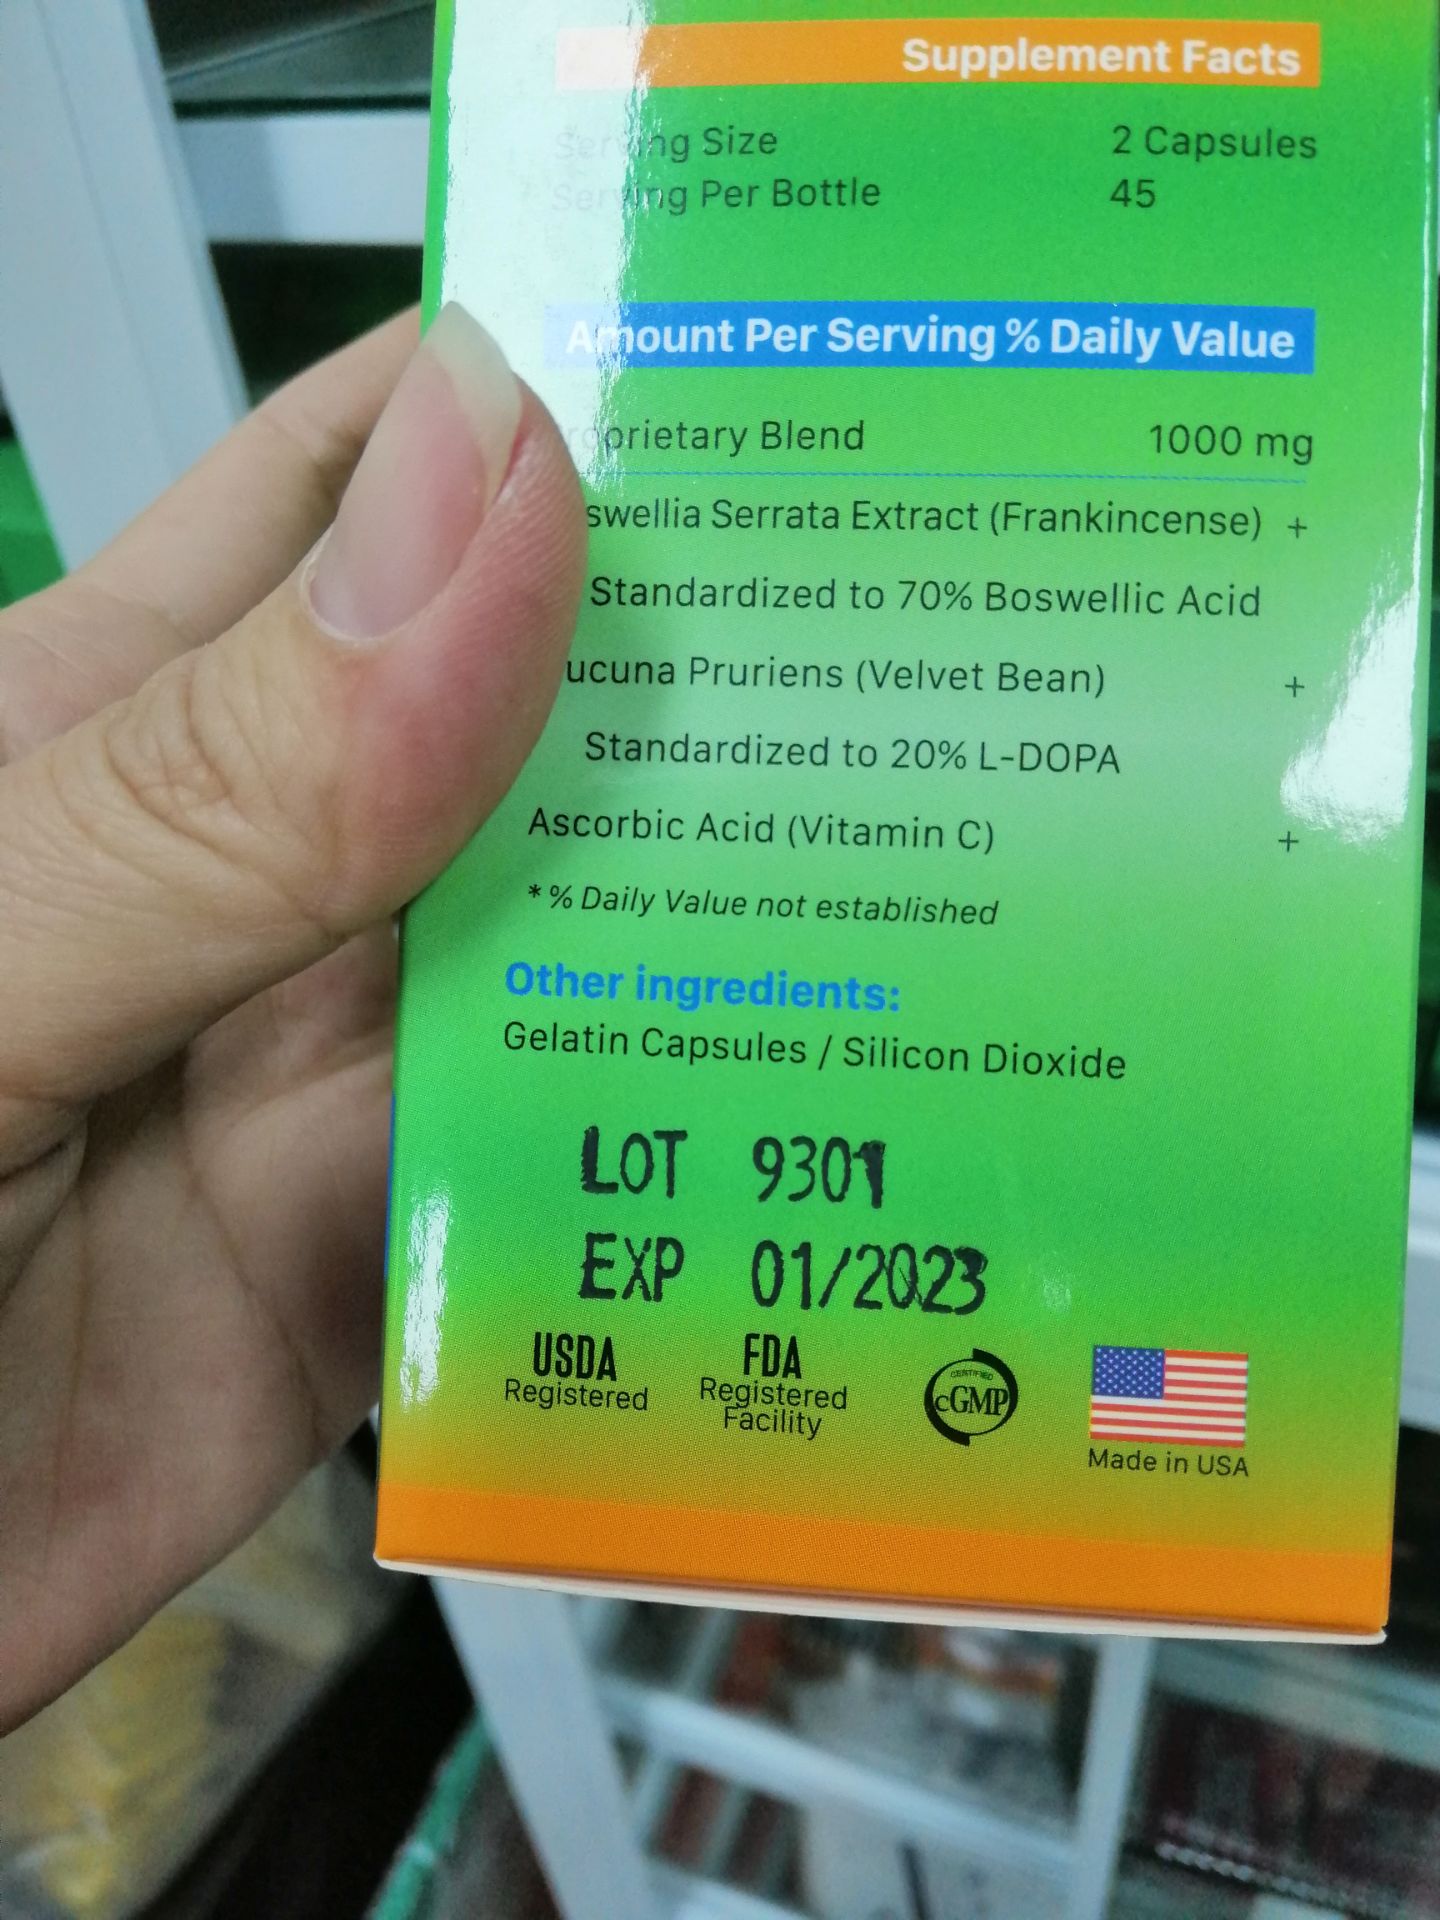 Supplement Facts
Serving Size 2 Capsules
Serving Per Bottle 45
Amount Per Serving % Daily Value
Blend 1000 mg
Serrata Extract (Frankincense) +
Standardized to 70% Boswellic Acid
Pruriens (Velvet Bean) +
Standardized to 20% L-DOPA
Ascorbic Acid (Vitamin C) +
* % Daily Value not established
Other ingredients:
Gelatin Capsules / Silicon Dioxide
LOT 9301
EXP 01/2023
USDA
Registered
FDA
Registered
Facility
CERTIFIED
cGMP
Made in USA